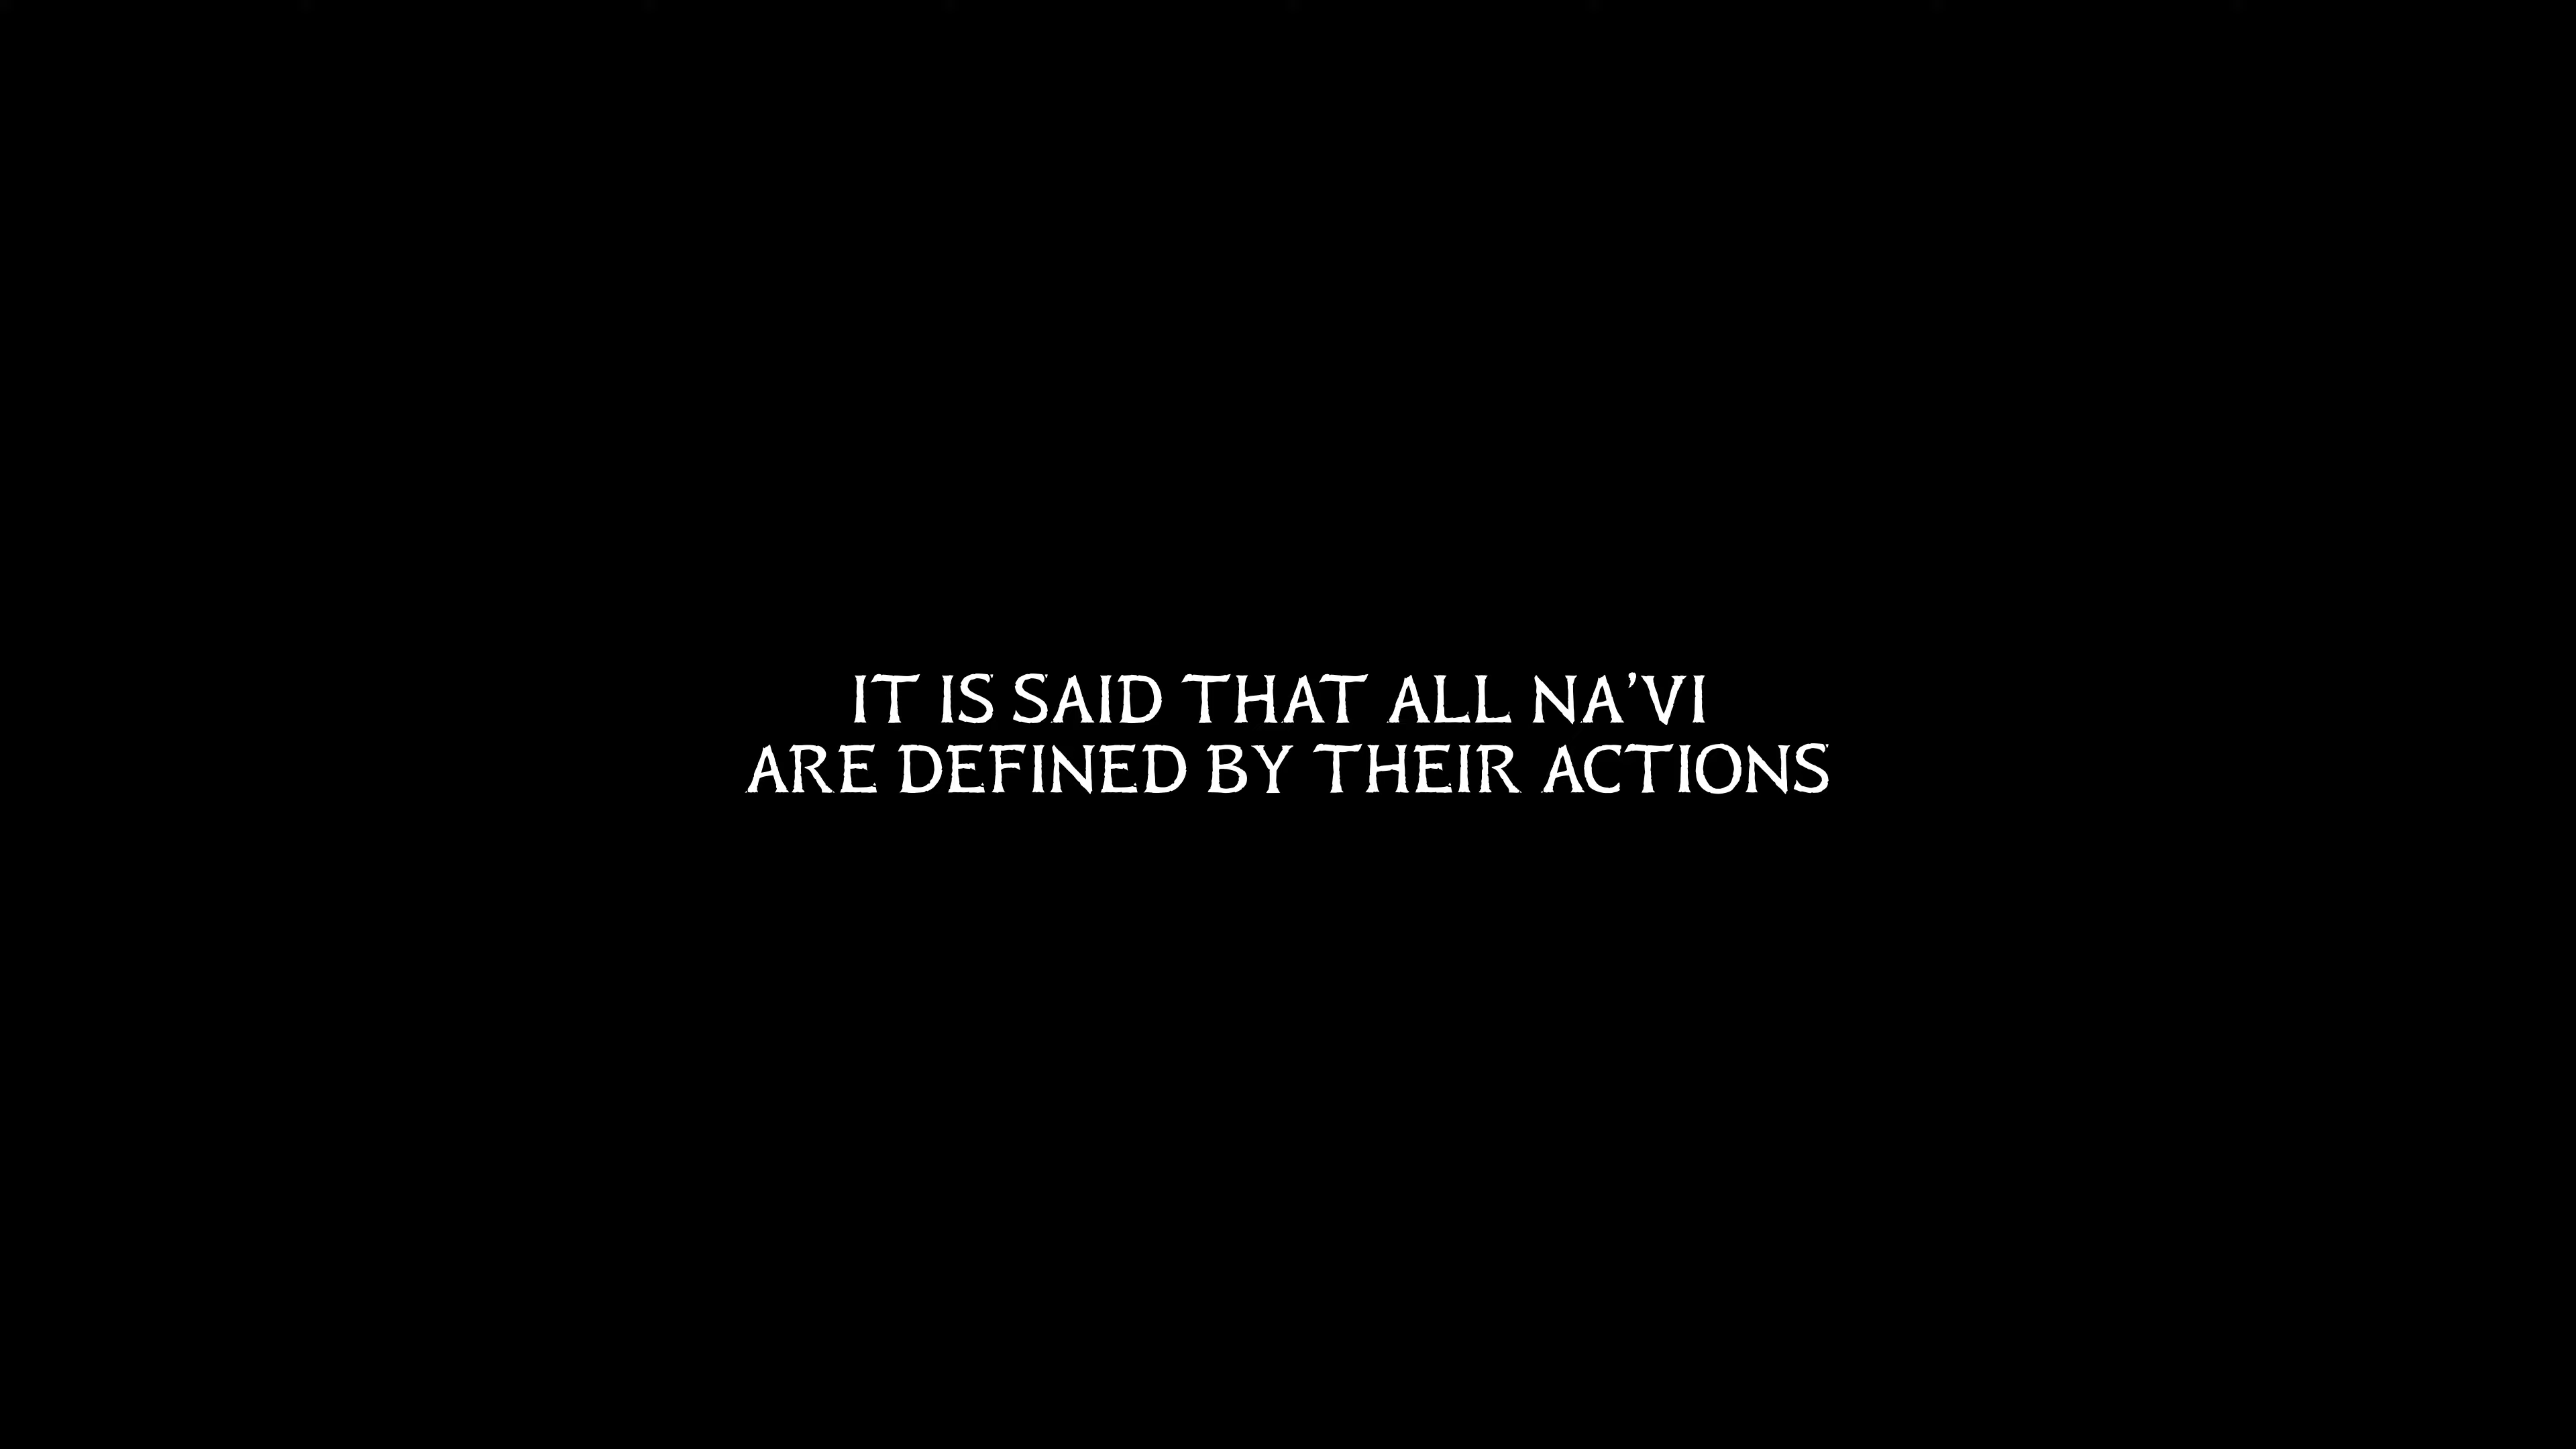 IT IS SAID THAT ALL NA’VI
ARE DEFINED BY THEIR ACTIONS